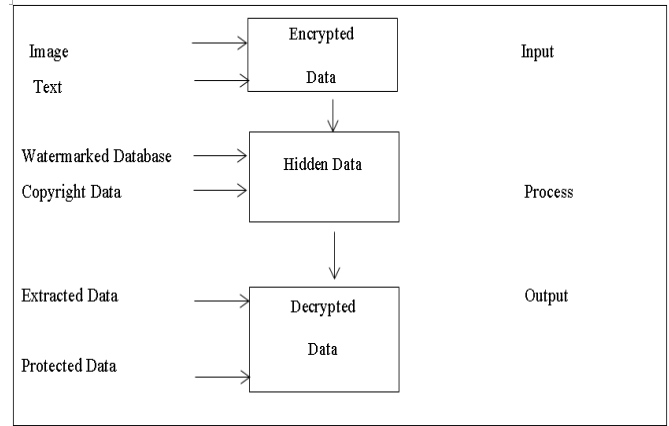 Image
Text
Encrypted
Data
Input
Watermarked Database
Copyright Data
Hidden Data
Process
Extracted Data
Protected Data
Decrypted
Data
Output